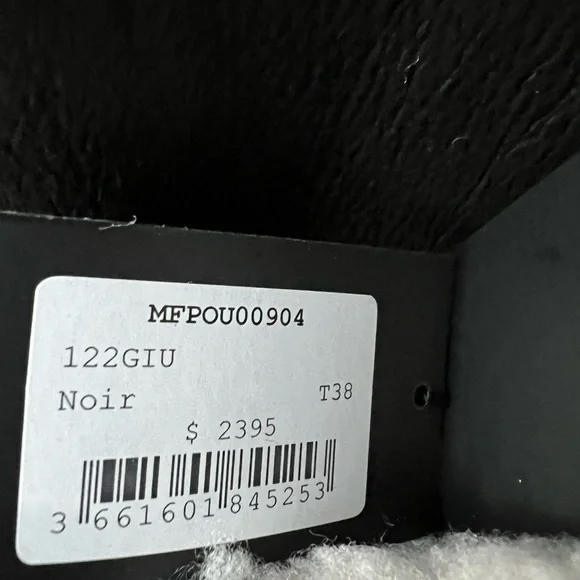 MFPOU00904
122GIU
Noir T38
$ 2395
3 661601 845253